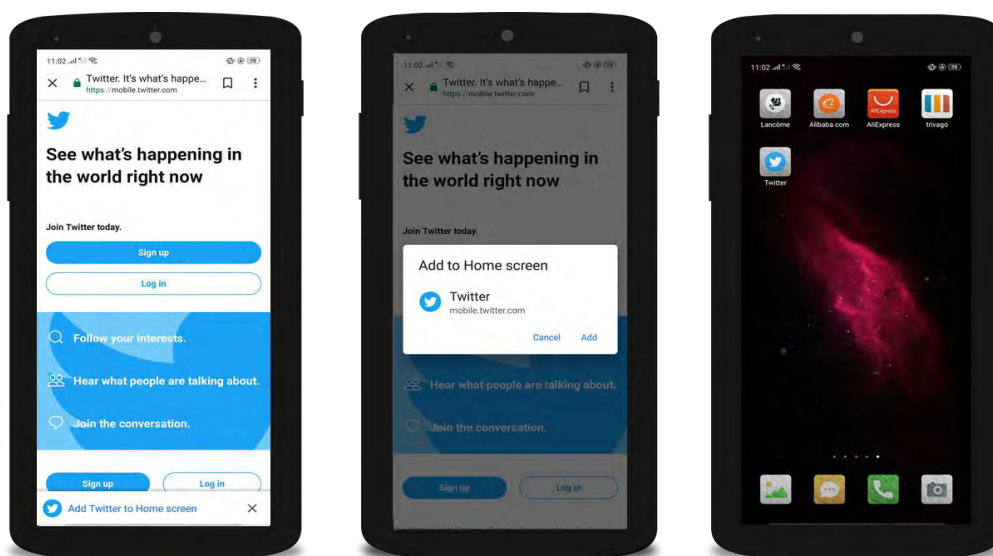 11:02
Twitter. It's what's happe...
https://mobile.twitter.com
See what's happening in
the world right now
Join Twitter today.
Sign up
Log in
Follow your interests.
Hear what people are talking about.
Join the conversation.
Sign up
Log in
Add Twitter to Home screen
11:02
Twitter. It's what's happe...
https://mobile.twitter.com
See what's happening in
the world right now
Join Twitter today.
Add to Home screen
Twitter
mobile.twitter.com
Cancel
Add
Hear what people are talking about.
Join the conversation.
Sign up
Log in
11:02
Lancôme
Alibaba.com
AliExpress
AliExpress
trivago
Twitter